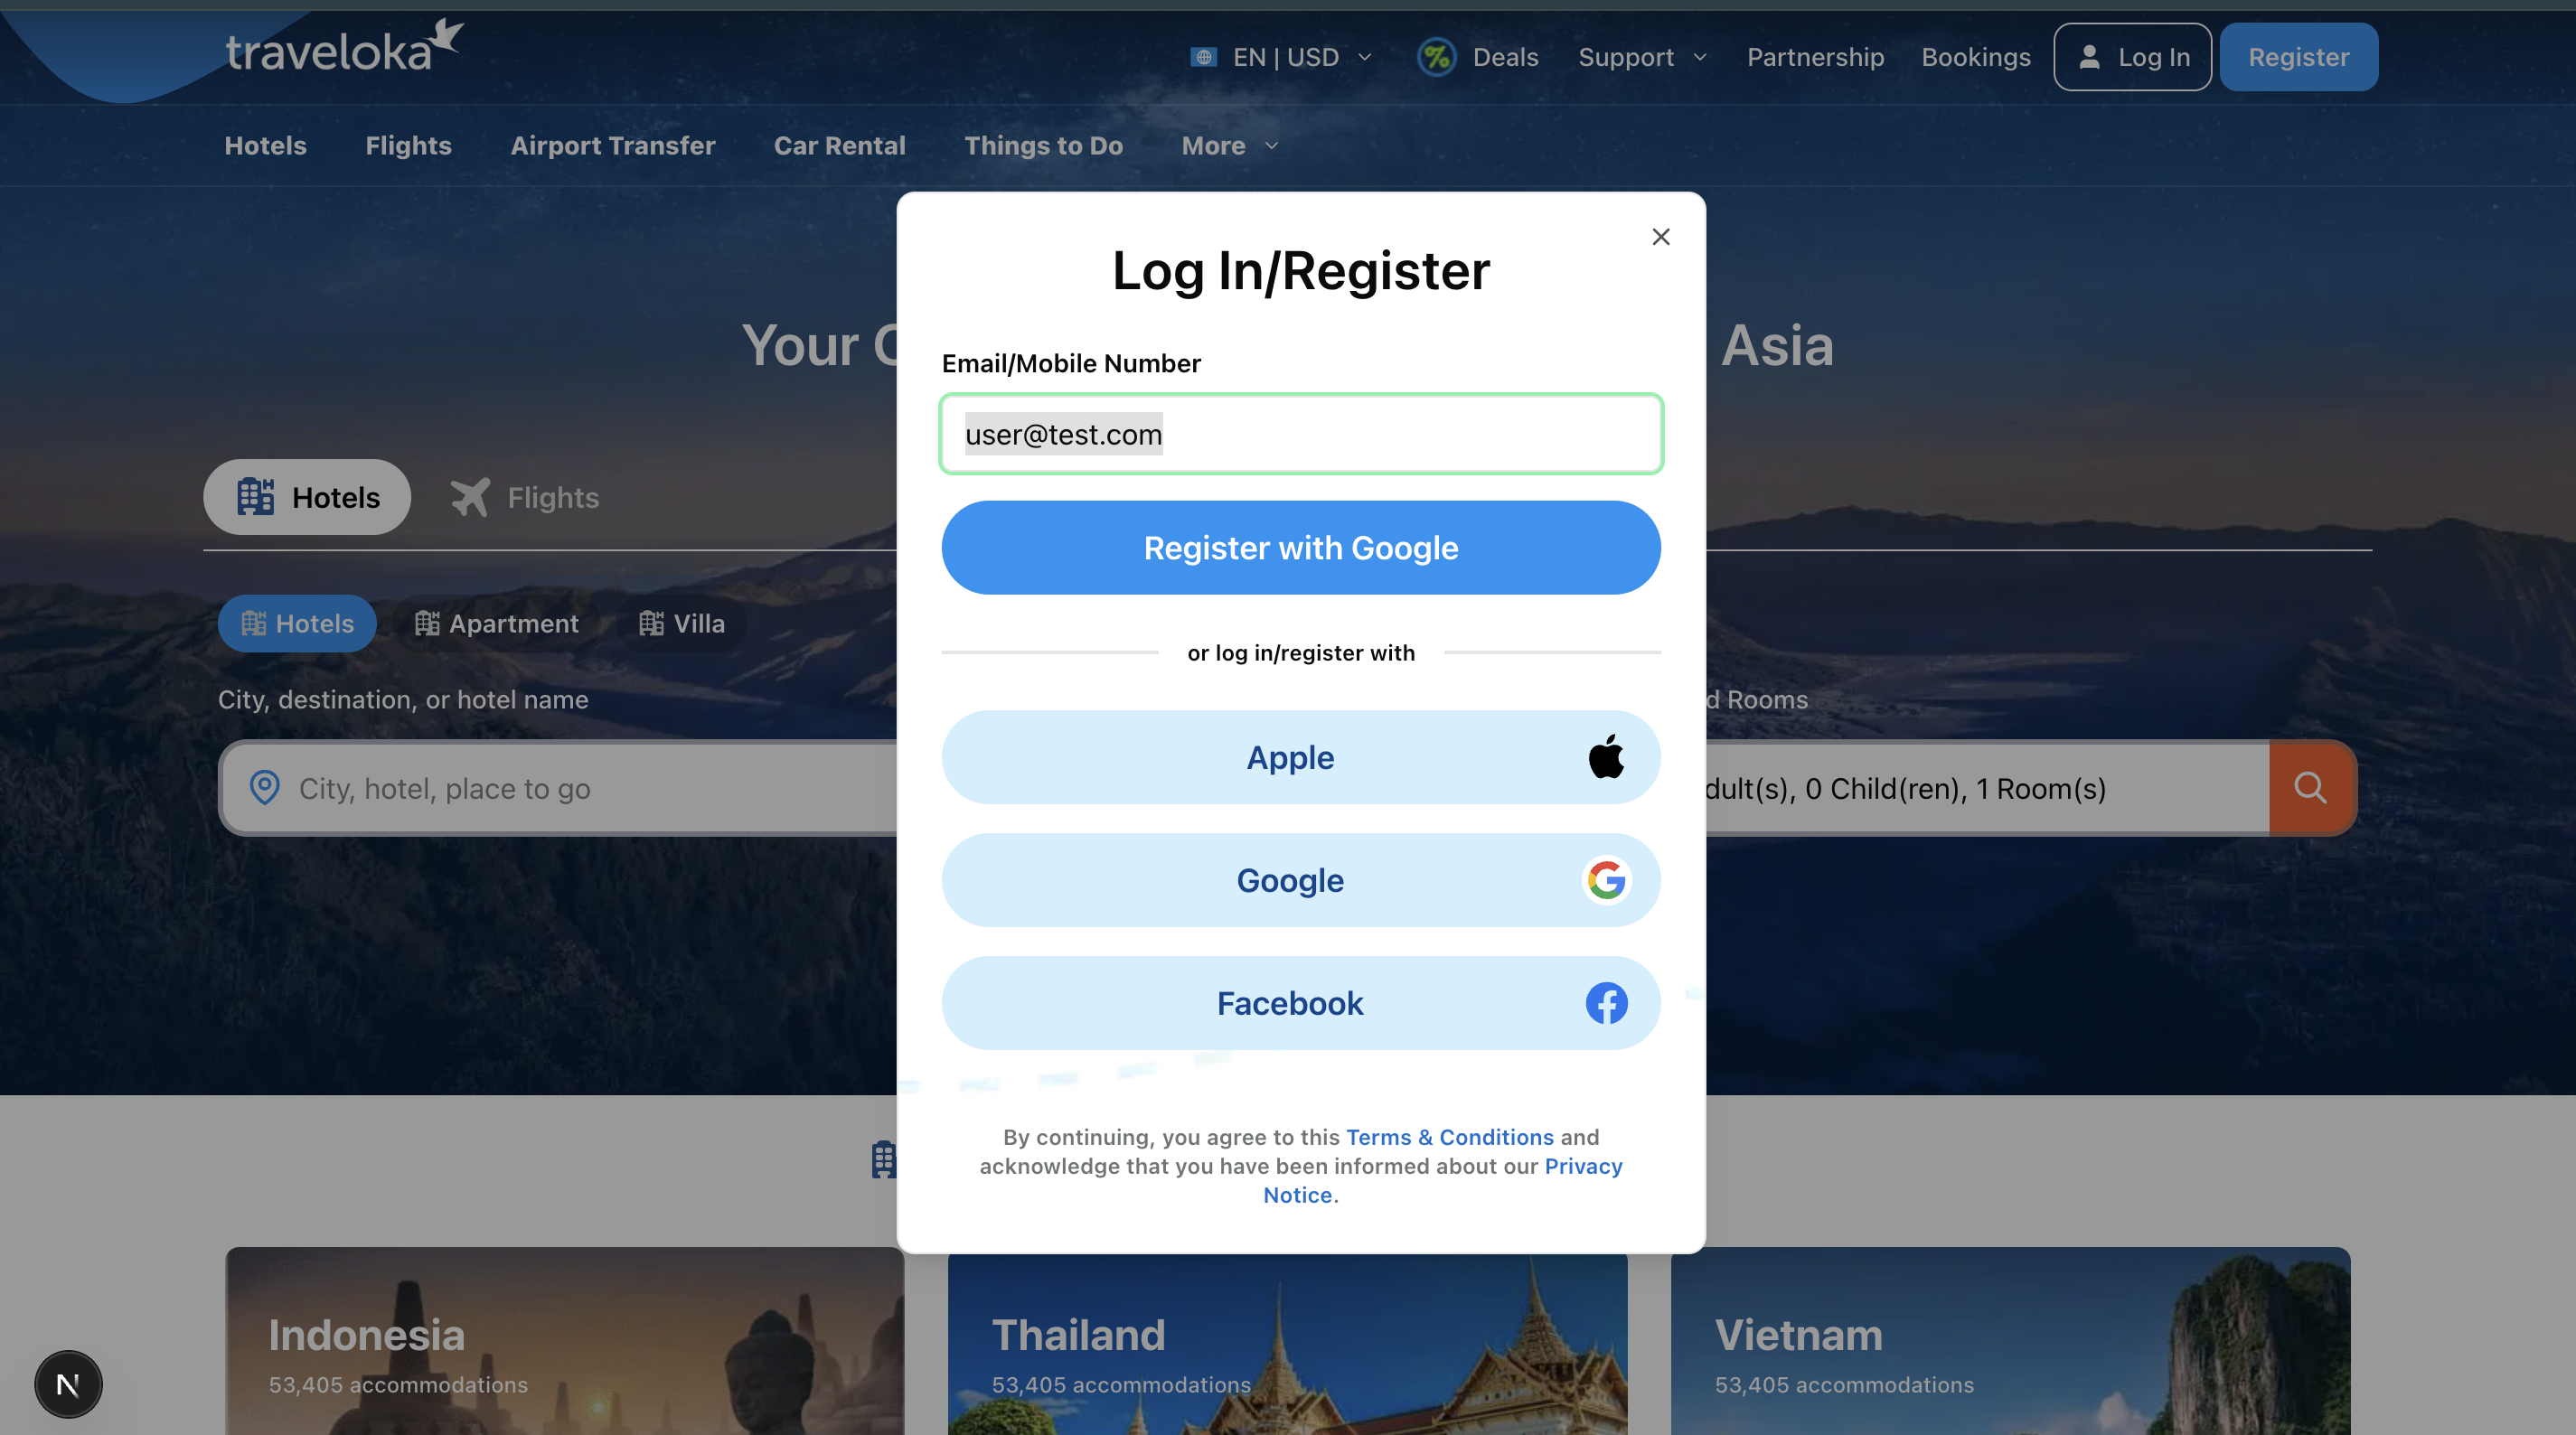 traveloka
EN | USD
Deals
Support
Partnership
Bookings
Log In
Register
Hotels
Flights
Airport Transfer
Car Rental
Things to Do
More
Your
Asia
Log In/Register
Email/Mobile Number
user@test.com
Register with Google
or log in/register with
Apple
Google
Facebook
By continuing, you agree to this Terms & Conditions and
acknowledge that you have been informed about our Privacy
Notice.
Hotels
Flights
Hotels
Apartment
Villa
City, destination, or hotel name
Rooms
City, hotel, place to go
dult(s), 0 Child(ren), 1 Room(s)
Indonesia
53,405 accommodations
Thailand
53,405 accommodations
Vietnam
53,405 accommodations
N